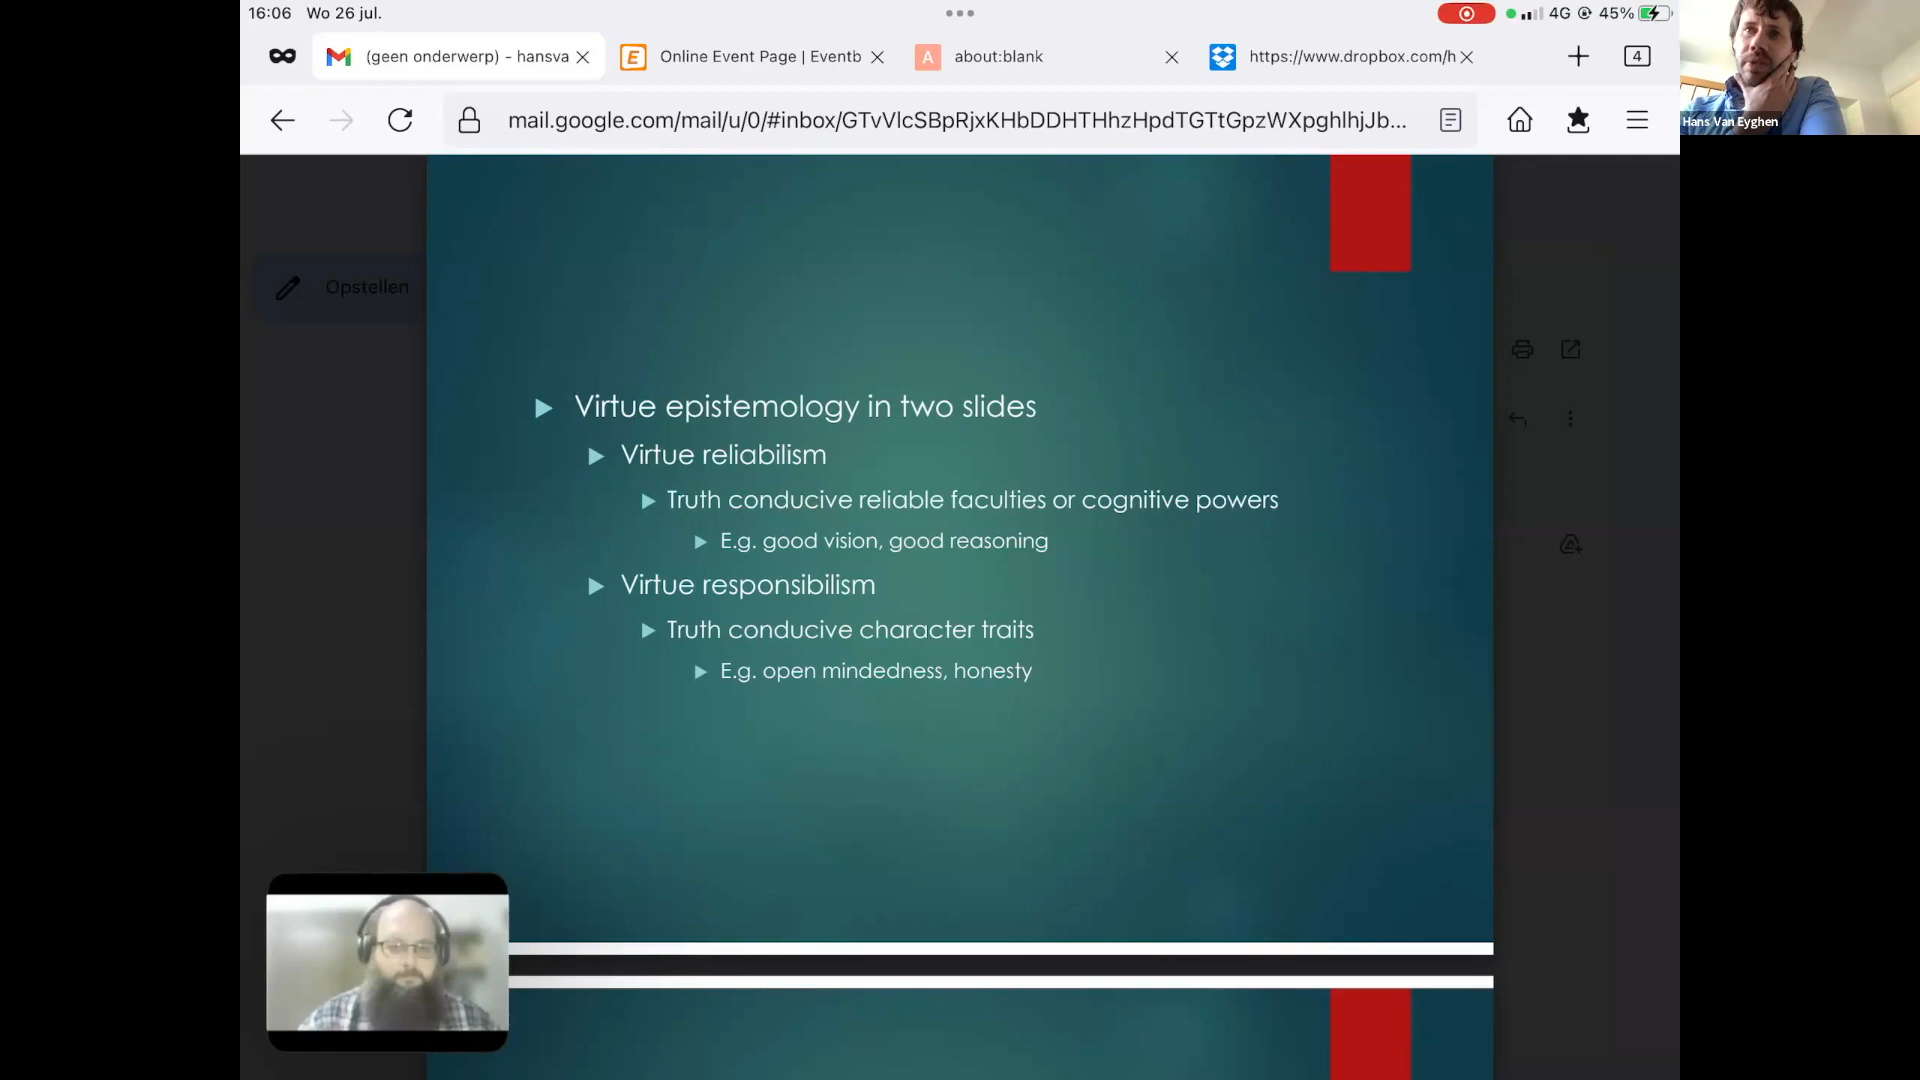 16:06 Wo 26 jul.
4G 45%
(geen onderwerp) - hansva
Online Event Page | Eventb
A about:blank
https://www.dropbox.com/h
4
mail.google.com/mail/u/0/#inbox/GTvVlcSBpRjxKHbDDHTHhzHpdTGTtGpzWXpghlhjJb...
Hans Van Eyghen
Opstellen
Virtue epistemology in two slides
Virtue reliabilism
Truth conducive reliable faculties or cognitive powers
E.g. good vision, good reasoning
Virtue responsibilism
Truth conducive character traits
E.g. open mindedness, honesty